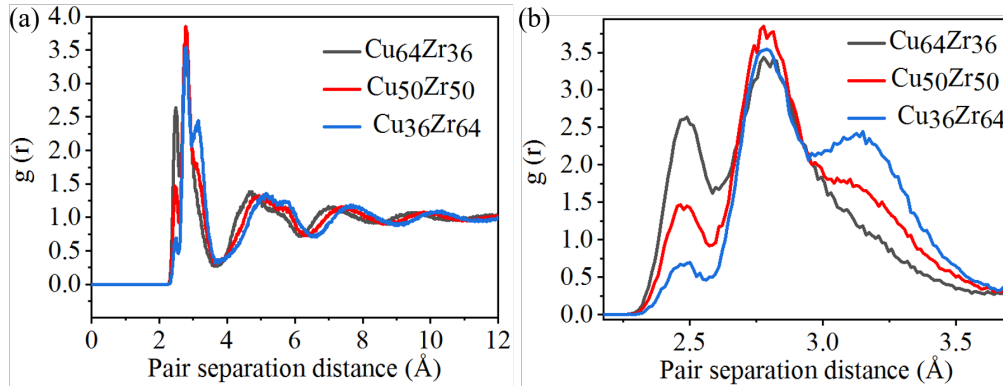 (a)
4.0
3.5
3.0
2.5
2.0
1.5
1.0
0.5
0.0
g (r)
Cu64Zr36
Cu50Zr50
Cu36Zr64
0 2 4 6 8 10 12
Pair separation distance (Å)
(b)
3.5
3.0
2.5
2.0
1.5
1.0
0.5
0.0
g (r)
Cu64Zr36
Cu50Zr50
Cu36Zr64
2.5 3.0 3.5
Pair separation distance (Å)